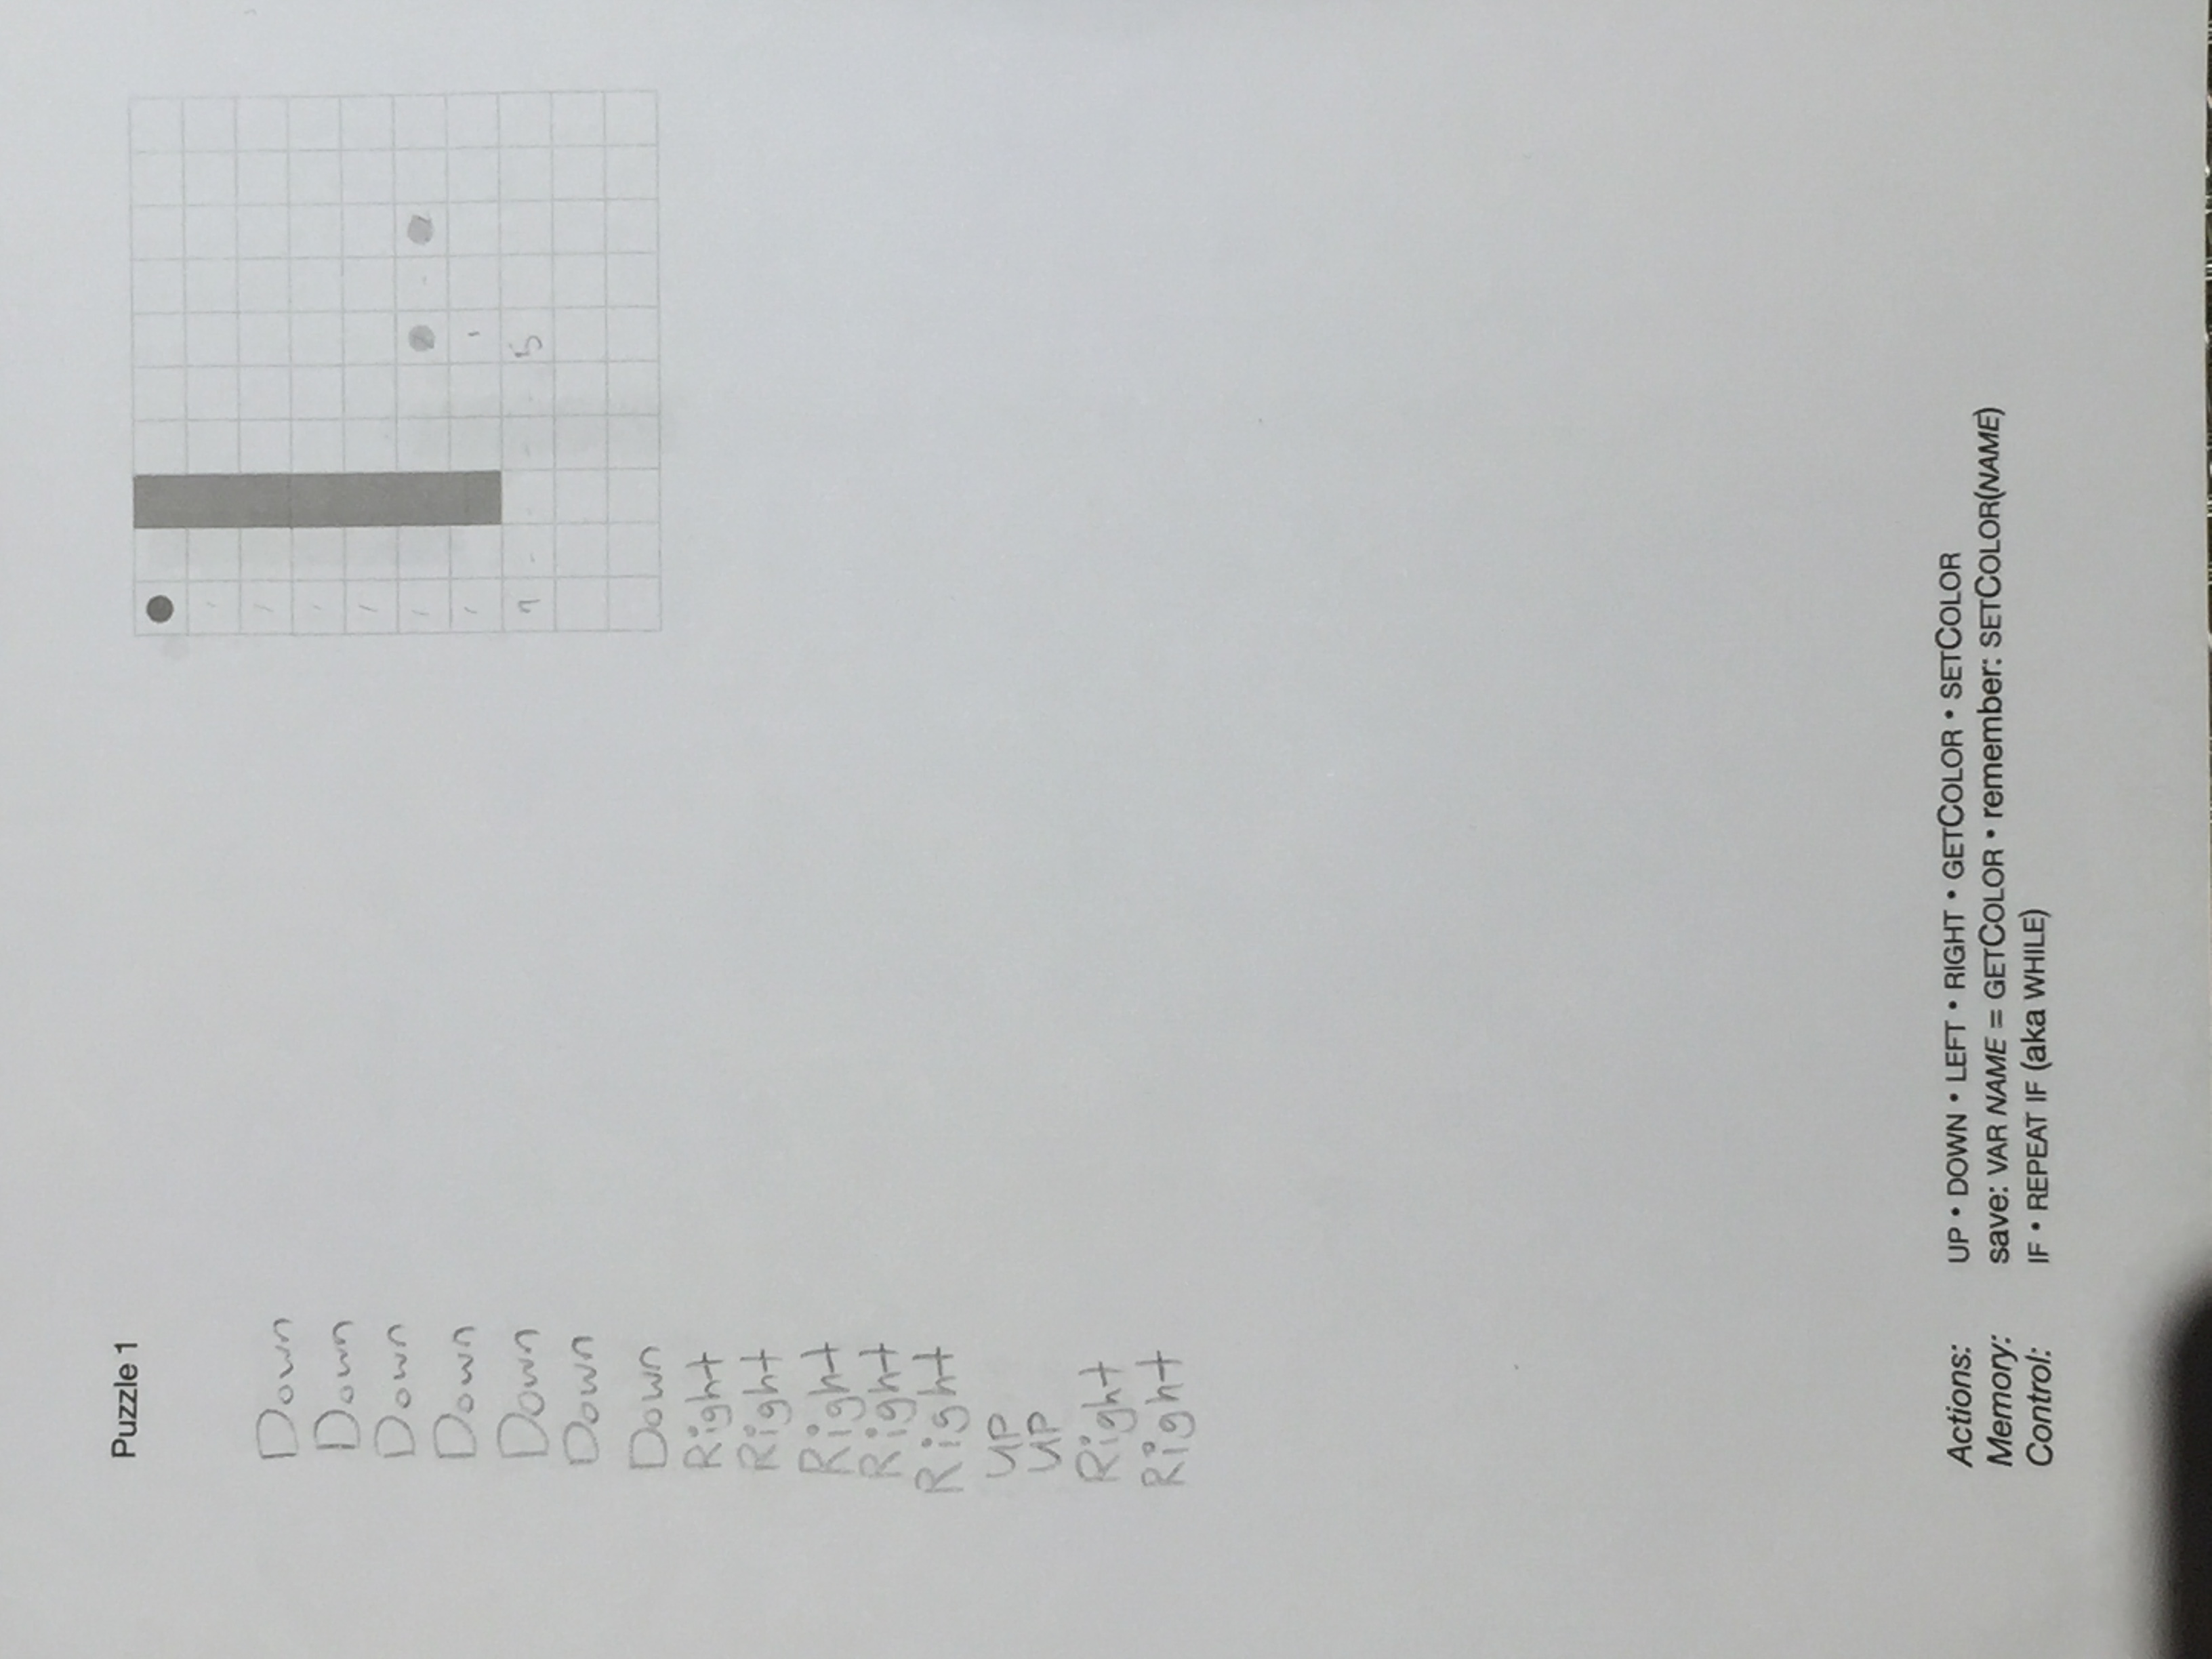 Puzzle 1
Down
Down
Down
Down
Down
Down
Down
Right
Right
Right
Right
Right
UP
UP
Right
Right
7
5
Actions: UP • DOWN • LEFT • RIGHT • GETCOLOR • SETCOLOR
Memory: save: VAR NAME = GETCOLOR • remember: SETCOLOR(NAME)
Control: IF • REPEAT IF (aka WHILE)